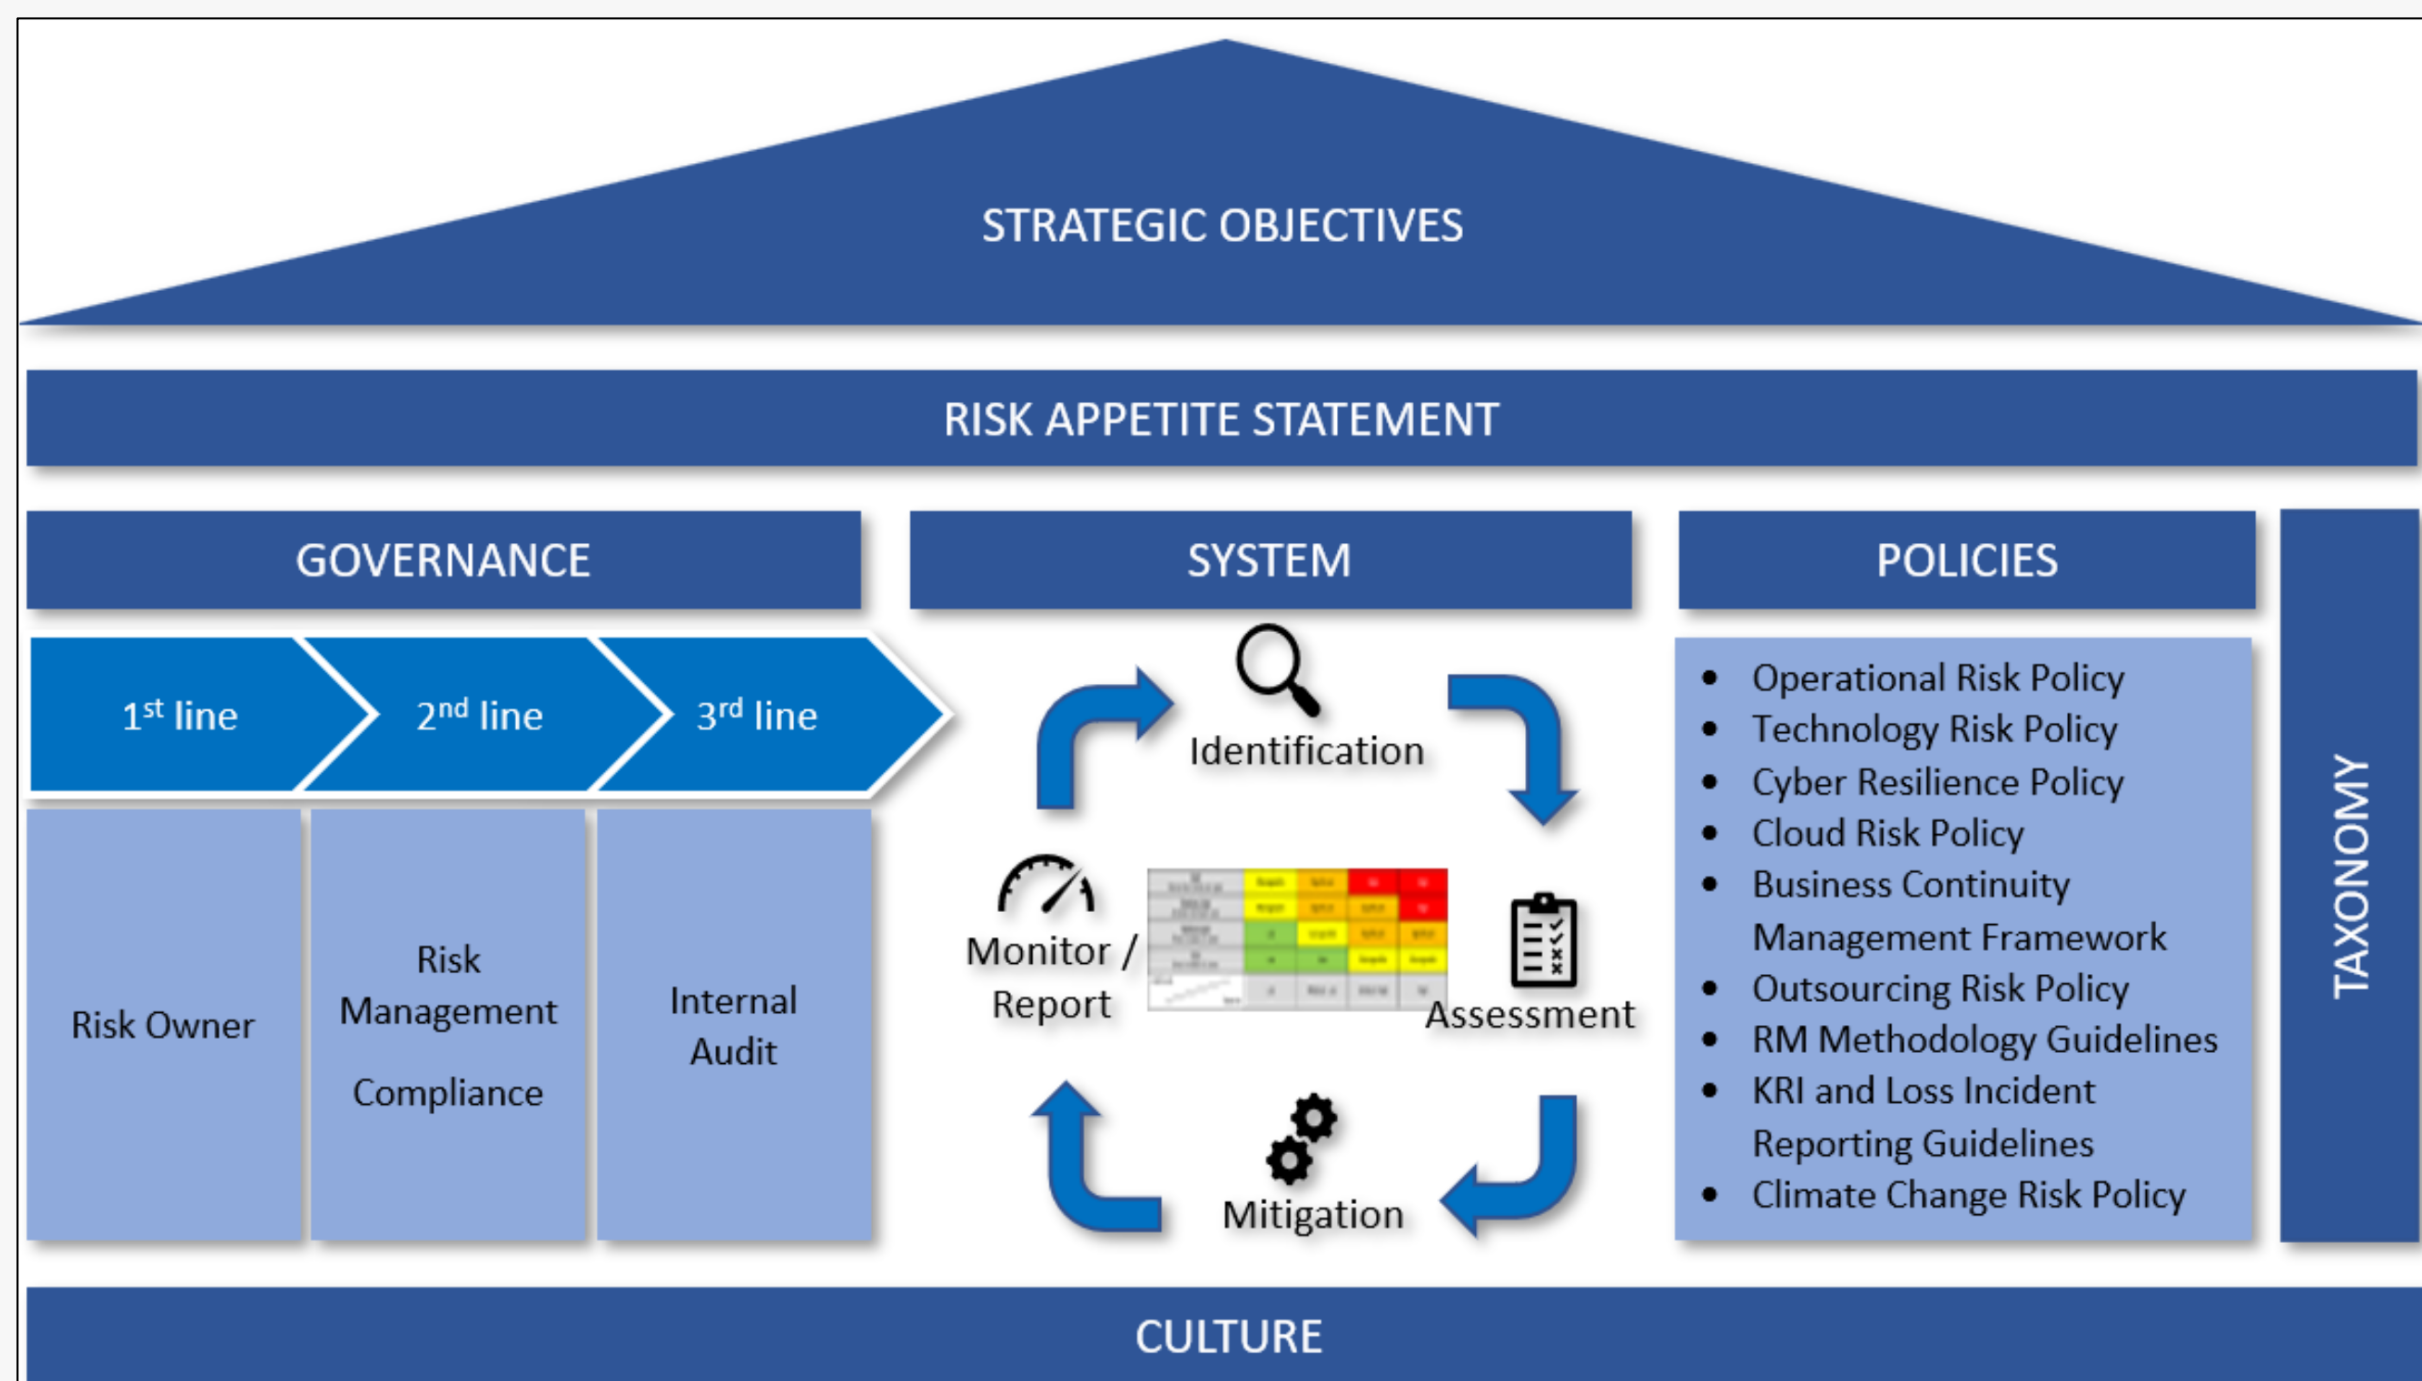 STRATEGIC OBJECTIVES
RISK APPETITE STATEMENT
GOVERNANCE
1st line
2nd line
3rd line
Risk Owner
Risk
Management
Compliance
Internal
Audit
SYSTEM
Identification
Assessment
Mitigation
Monitor /
Report
POLICIES
• Operational Risk Policy
• Technology Risk Policy
• Cyber Resilience Policy
• Cloud Risk Policy
• Business Continuity
Management Framework
• Outsourcing Risk Policy
• RM Methodology Guidelines
• KRI and Loss Incident
Reporting Guidelines
• Climate Change Risk Policy
TAXONOMY
CULTURE